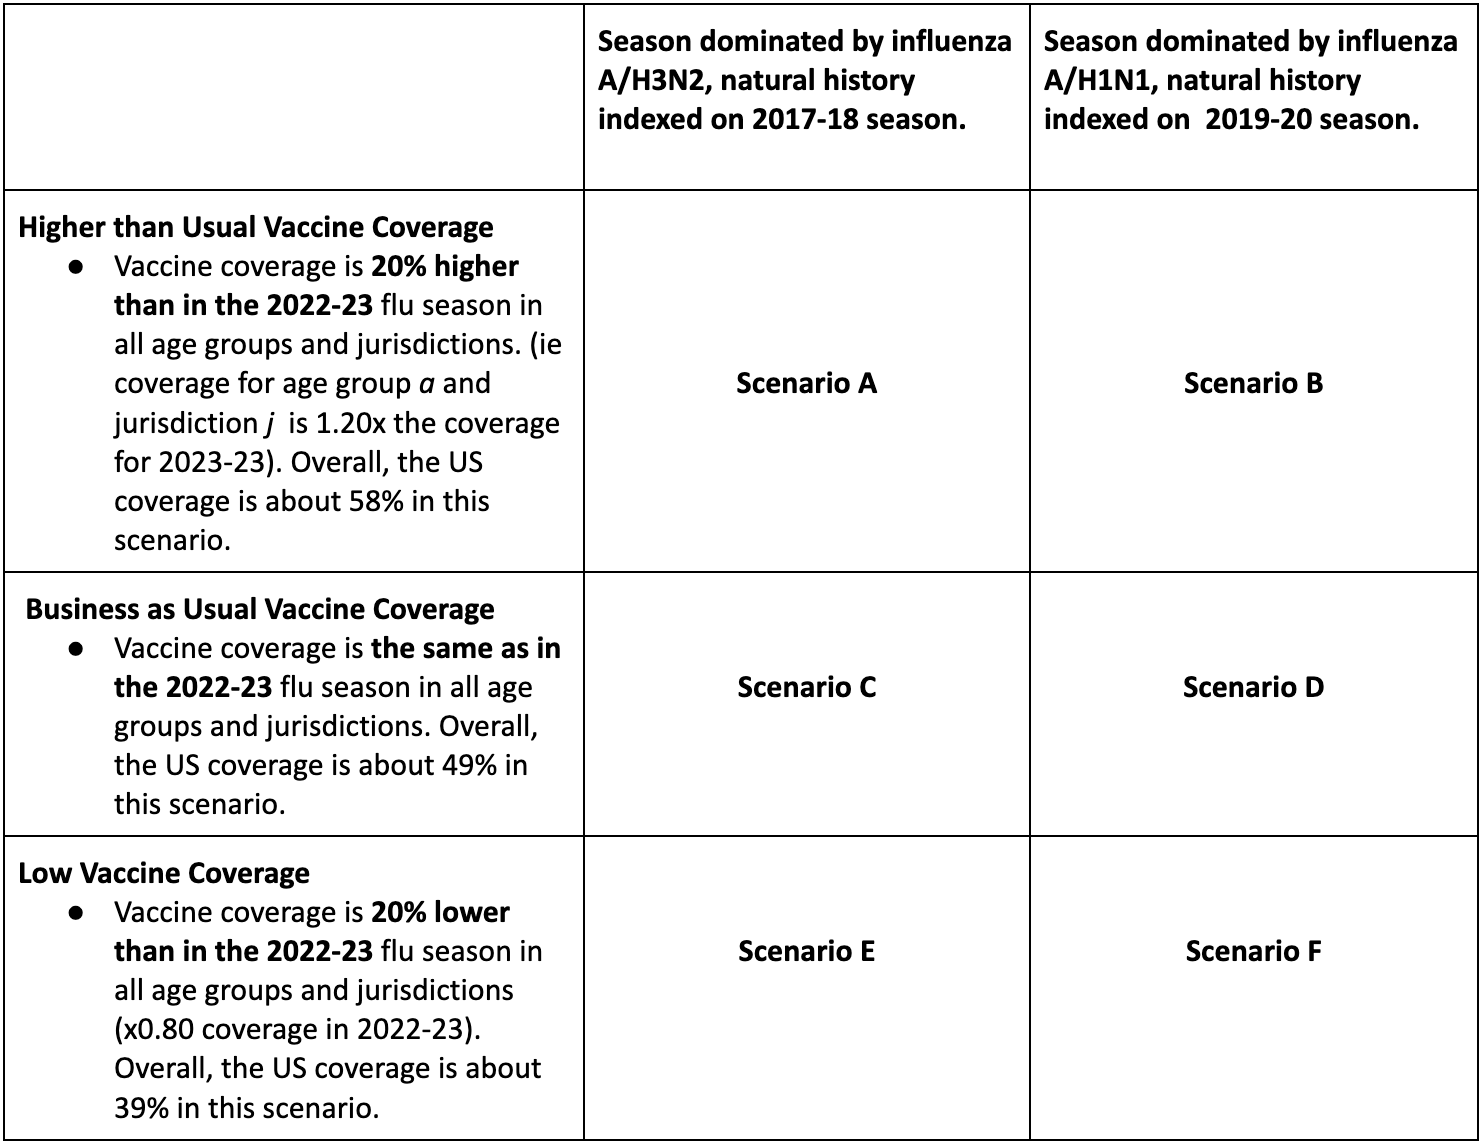 Season dominated by influenza
A/H3N2, natural history
indexed on 2017-18 season.
Season dominated by influenza
A/H1N1, natural history
indexed on  2019-20 season.
Higher than Usual Vaccine Coverage
● Vaccine coverage is 20% higher
than in the 2022-23 flu season in
all age groups and jurisdictions. (ie
coverage for age group a and
jurisdiction j  is 1.20x the coverage
for 2023-23). Overall, the US
coverage is about 58% in this
scenario.
Scenario A
Scenario B
Business as Usual Vaccine Coverage
● Vaccine coverage is the same as in
the 2022-23 flu season in all age
groups and jurisdictions. Overall,
the US coverage is about 49% in
this scenario.
Scenario C
Scenario D
Low Vaccine Coverage
● Vaccine coverage is 20% lower
than in the 2022-23 flu season in
all age groups and jurisdictions
(x0.80 coverage in 2022-23).
Overall, the US coverage is about
39% in this scenario.
Scenario E
Scenario F